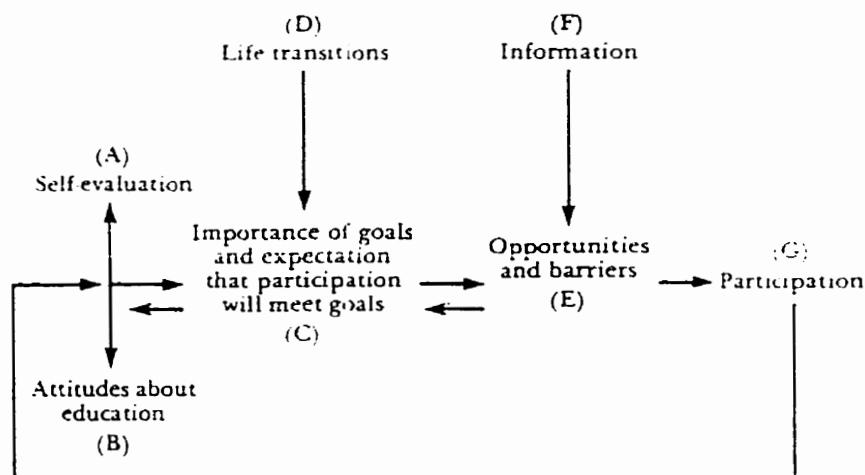 (D)
Life transitions
(F)
Information
(A)
Self-evaluation
Importance of goals
and expectation
that participation
will meet goals
(C)
Opportunities
and barriers
(E)
(G)
Participation
Attitudes about
education
(B)